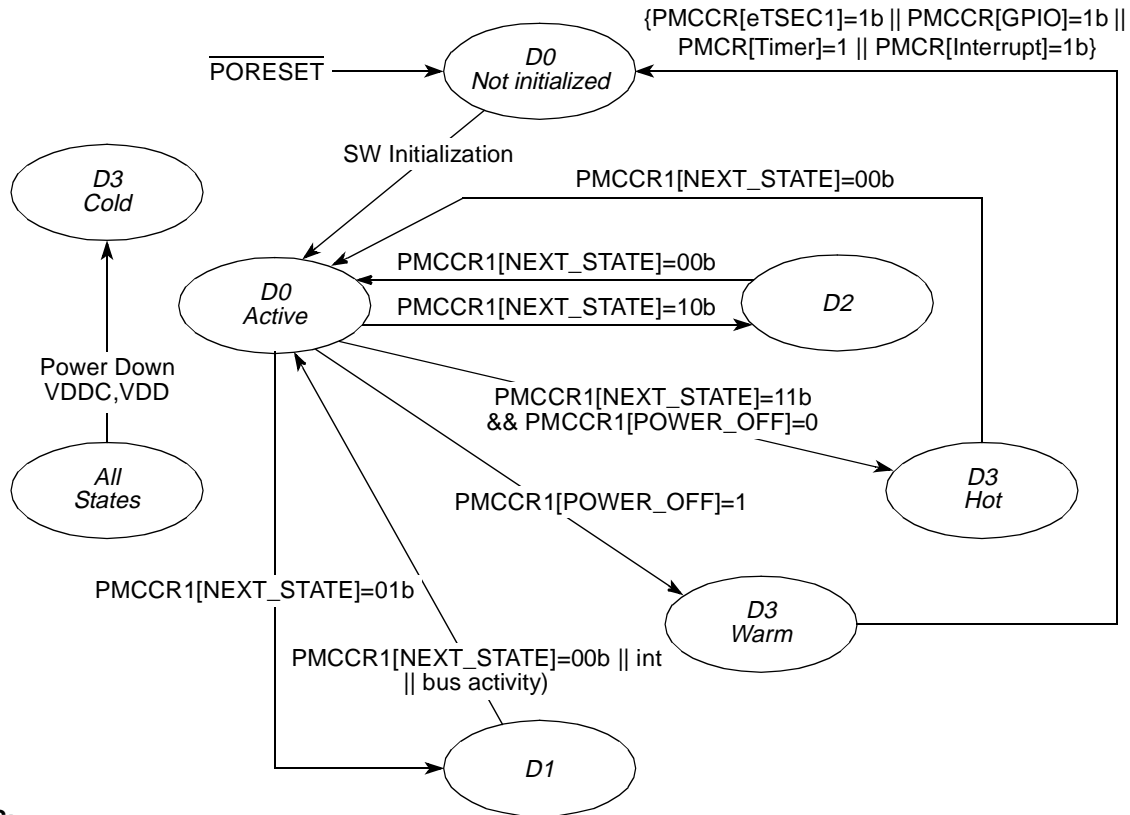 {PMCCR[eTSEC1]=1b || PMCCR[GPIO]=1b ||
PMCR[Timer]=1 || PMCR[Interrupt]=1b}
PORESET
D0
Not initialized
SW Initialization
D3
Cold
PMCCR1[NEXT_STATE]=00b
PMCCR1[NEXT_STATE]=00b
D0
Active
D2
PMCCR1[NEXT_STATE]=10b
Power Down
VDDC,VDD
PMCCR1[NEXT_STATE]=11b
&& PMCCR1[POWER_OFF]=0
All
States
D3
Hot
PMCCR1[POWER_OFF]=1
PMCCR1[NEXT_STATE]=01b
D3
Warm
PMCCR1[NEXT_STATE]=00b || int
|| bus activity)
D1